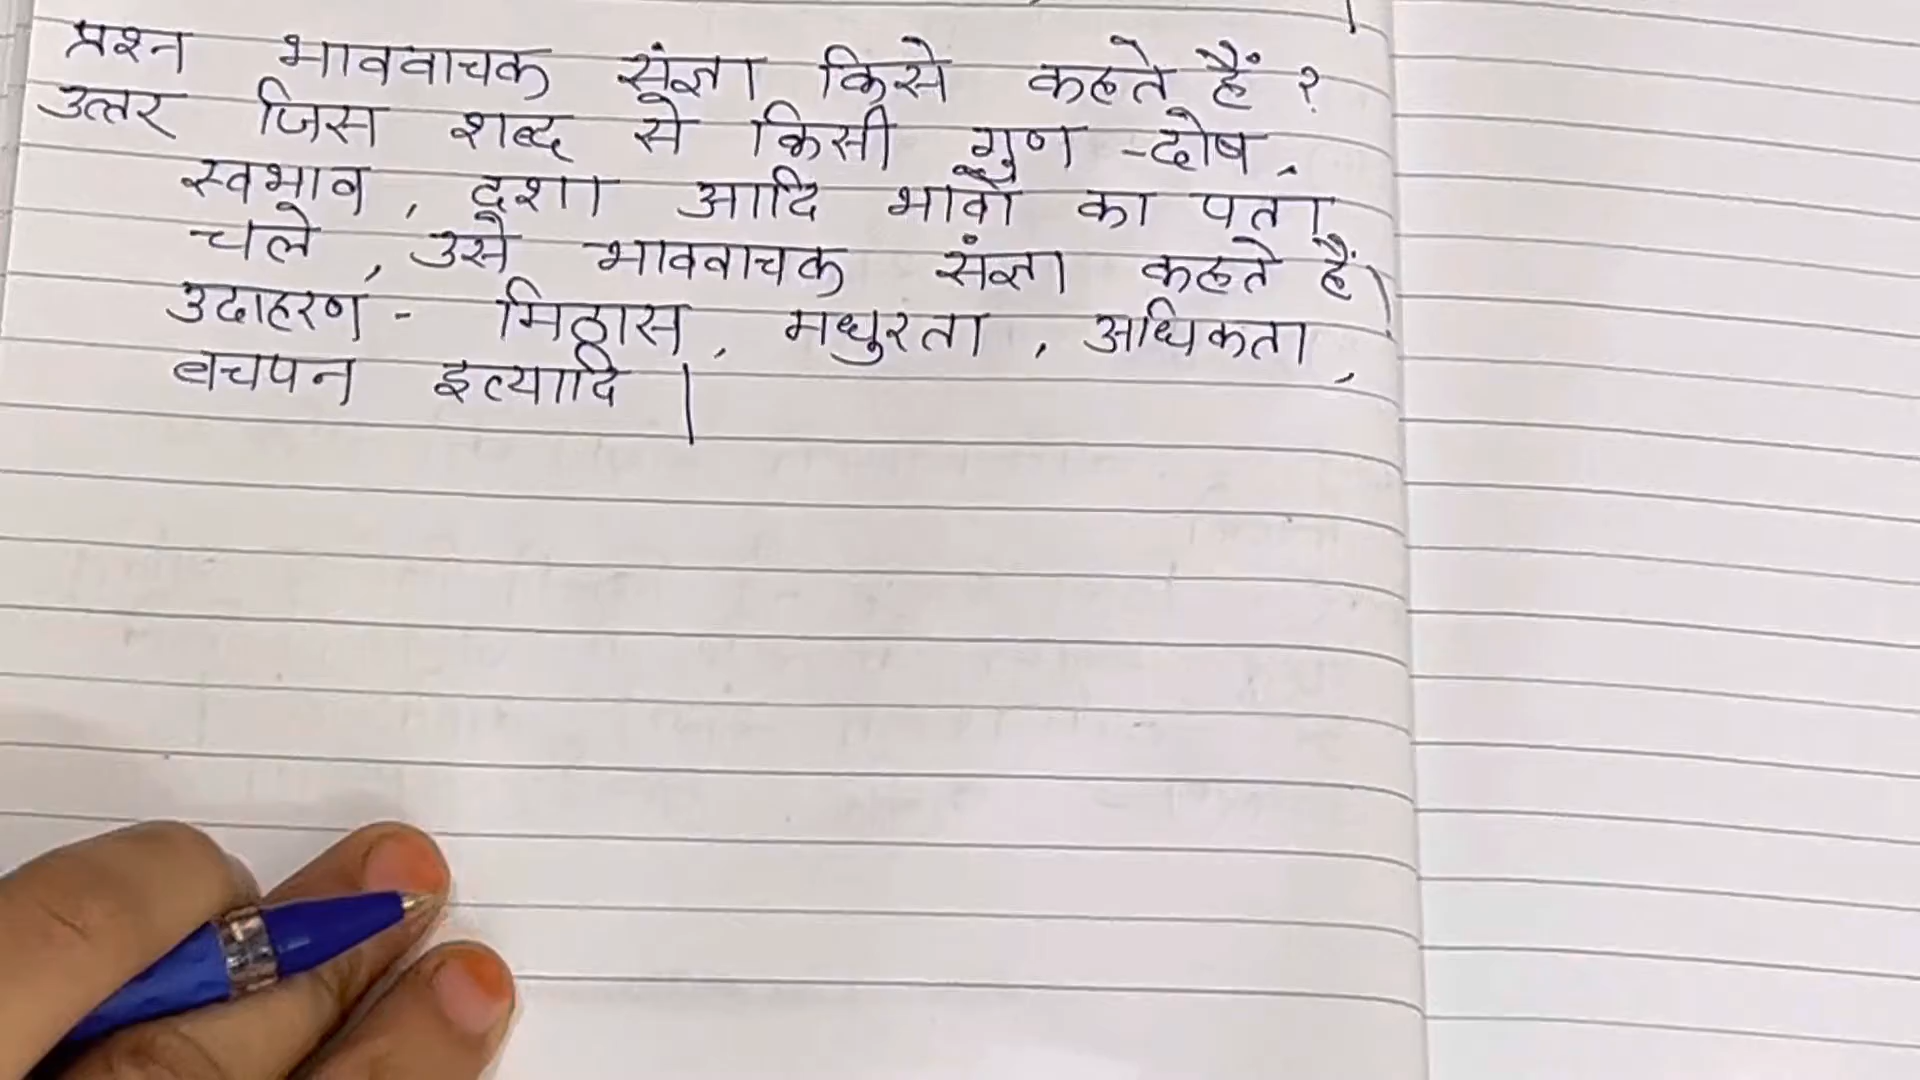 प्रश्न भाववाचक संज्ञा किसे कहते हैं ?
उत्तर जिस शब्द से किसी गुण -दोष,
स्वभाव, दशा आदि भावों का पता
चले, उसे भाववाचक संज्ञा कहते हैं।
उदाहरण - मिठास, मधुरता, अधिकता,
बचपन इत्यादि।